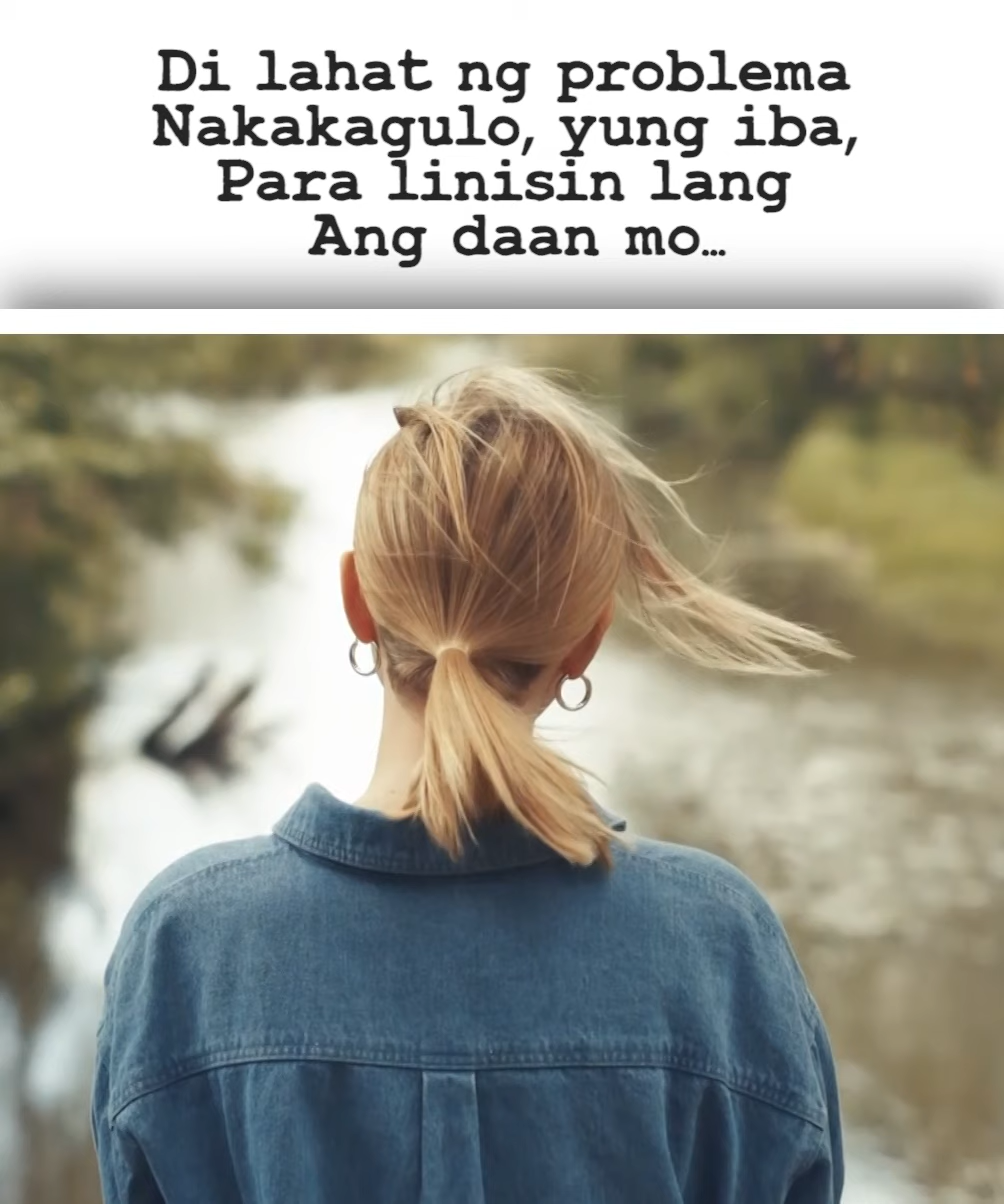 Di lahat ng problema
Nakakagulo, yung iba,
Para linisin lang
Ang daan mo…